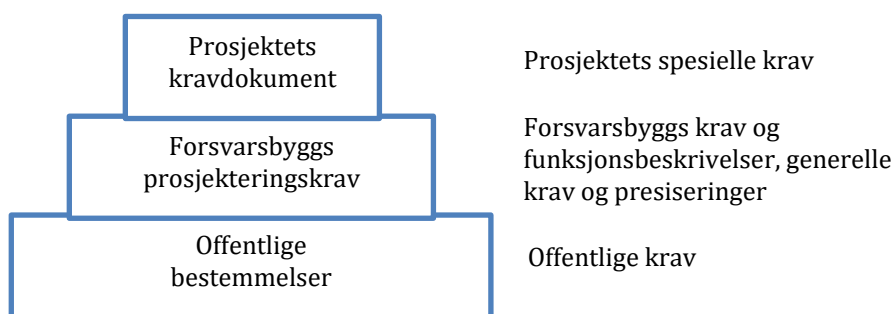 Prosjektets
kravdokument
Prosjektets spesielle krav
Forsvarsbyggs
prosjekteringskrav
Forsvarsbyggs krav og
funksjonsbeskrivelser, generelle
krav og presiseringer
Offentlige
bestemmelser
Offentlige krav